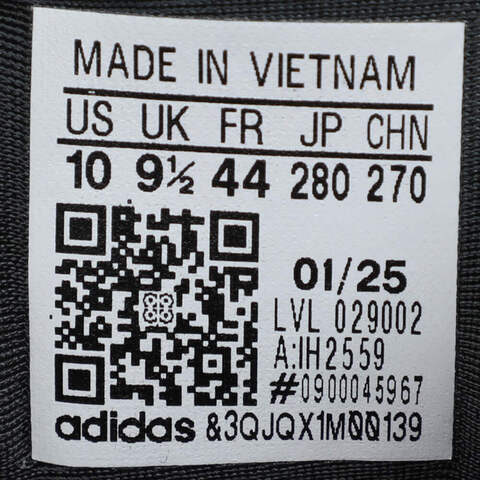 MADE IN VIETNAM
US UK FR JP CHN
10 9½ 44 280 270
01/25
LVL 029002
A:IH2559
#0900045967
adidas &3QJQX1M00139